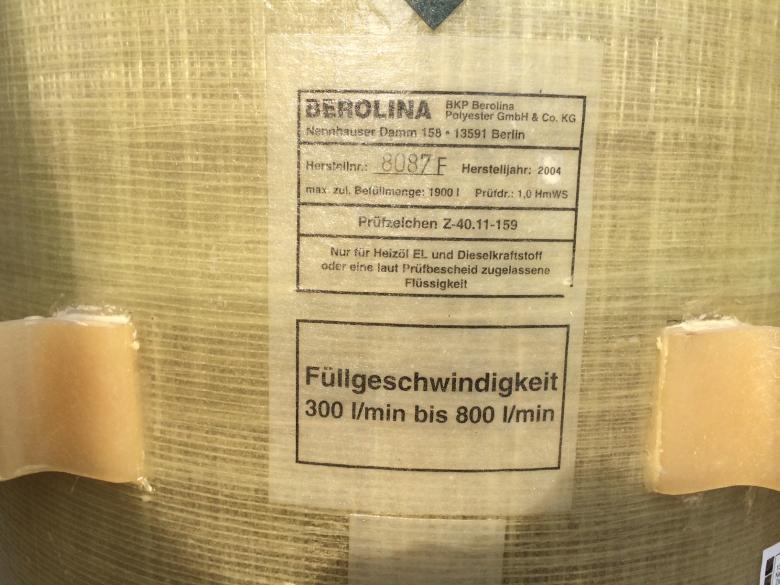 BEROLINA BKP Berolina
Polyester GmbH & Co. KG
Nennhauser Damm 158 • 13591 Berlin
Herstellnr.: 8087 F Herstelljahr: 2004
max. zul. Befüllmenge: 1900 l Prüfdr.: 1,0 HmWS
Prüfzeichen Z-40.11-159
Nur für Heizöl EL und Dieselkraftstoff
oder eine laut Prüfbescheid zugelassene
Flüssigkeit
Füllgeschwindigkeit
300 l/min bis 800 l/min